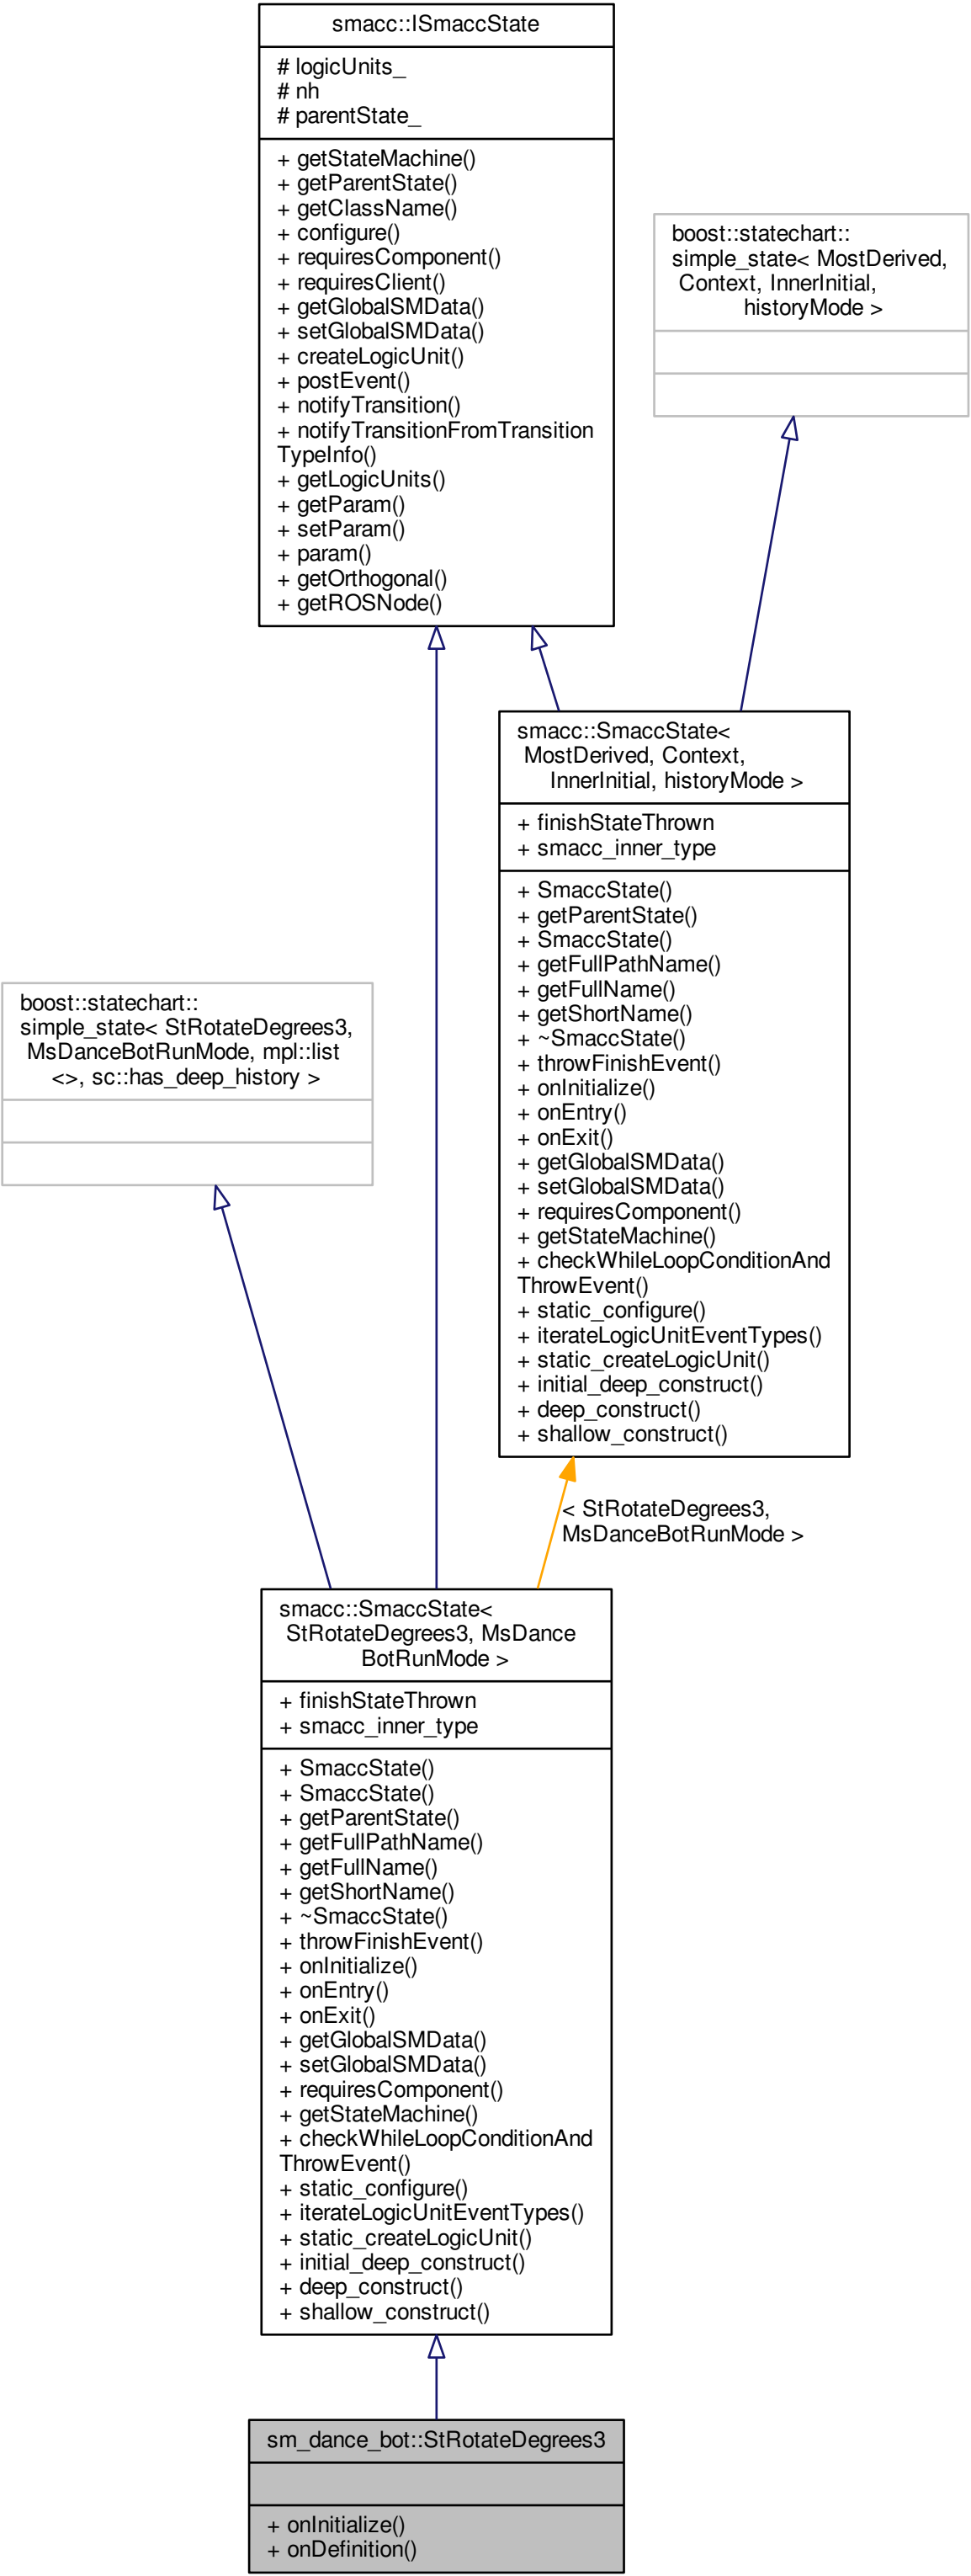 smacc::ISmaccState
# logicUnits_
# nh
# parentState_
+ getStateMachine()
+ getParentState()
+ getClassName()
+ configure()
+ requiresComponent()
+ requiresClient()
+ getGlobalSMData()
+ setGlobalSMData()
+ createLogicUnit()
+ postEvent()
+ notifyTransition()
+ notifyTransitionFromTransition
TypeInfo()
+ getLogicUnits()
+ getParam()
+ setParam()
+ param()
+ getOrthogonal()
+ getROSNode()
boost::statechart::
simple_state< MostDerived,
Context, InnerInitial,
historyMode >
smacc::SmaccState<
MostDerived, Context,
InnerInitial, historyMode >
+ finishStateThrown
+ smacc_inner_type
+ SmaccState()
+ getParentState()
+ SmaccState()
+ getFullPathName()
+ getFullName()
+ getShortName()
+ ~SmaccState()
+ throwFinishEvent()
+ onInitialize()
+ onEntry()
+ onExit()
+ getGlobalSMData()
+ setGlobalSMData()
+ requiresComponent()
+ getStateMachine()
+ checkWhileLoopConditionAnd
ThrowEvent()
+ static_configure()
+ iterateLogicUnitEventTypes()
+ static_createLogicUnit()
+ initial_deep_construct()
+ deep_construct()
+ shallow_construct()
boost::statechart::
simple_state< StRotateDegrees3,
MsDanceBotRunMode, mpl::list
<>, sc::has_deep_history >
< StRotateDegrees3,
MsDanceBotRunMode >
smacc::SmaccState<
StRotateDegrees3, MsDance
BotRunMode >
+ finishStateThrown
+ smacc_inner_type
+ SmaccState()
+ SmaccState()
+ getParentState()
+ getFullPathName()
+ getFullName()
+ getShortName()
+ ~SmaccState()
+ throwFinishEvent()
+ onInitialize()
+ onEntry()
+ onExit()
+ getGlobalSMData()
+ setGlobalSMData()
+ requiresComponent()
+ getStateMachine()
+ checkWhileLoopConditionAnd
ThrowEvent()
+ static_configure()
+ iterateLogicUnitEventTypes()
+ static_createLogicUnit()
+ initial_deep_construct()
+ deep_construct()
+ shallow_construct()
sm_dance_bot::StRotateDegrees3
+ onInitialize()
+ onDefinition()